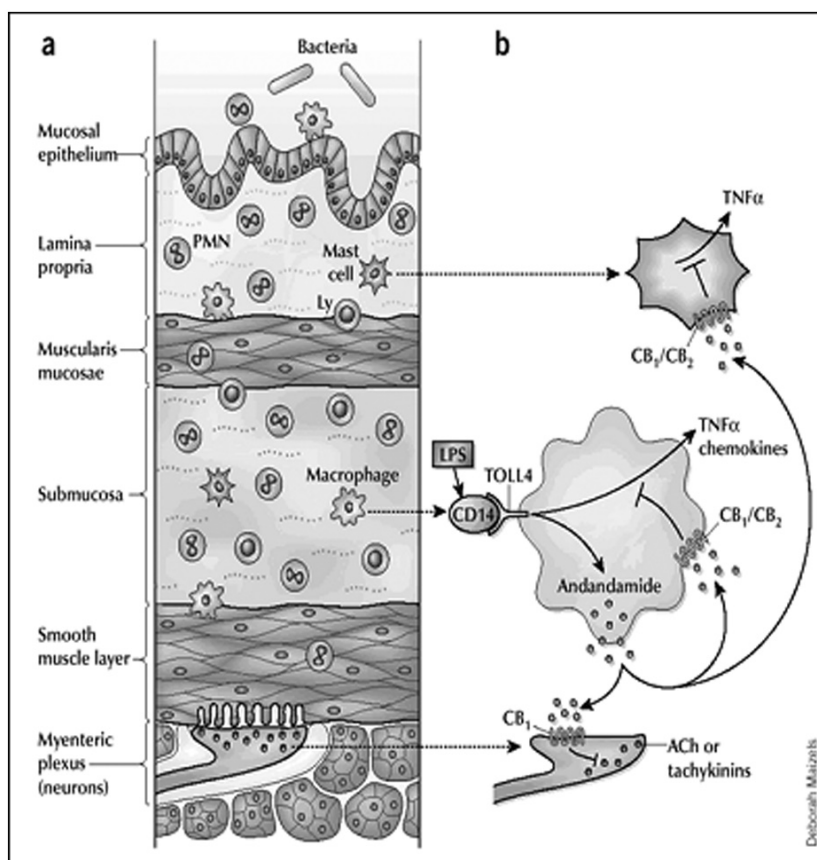 a
b
Bacteria
Mucosal
epithelium
Lamina
propria
PMN
Mast
cell
Ly
Muscularis
mucosae
Submucosa
Macrophage
Smooth
muscle layer
Myenteric
plexus
(neurons)
TNFα
CB1/CB2
TNFα
chemokines
LPS
TOLL4
CD14
CB1/CB2
Andandamide
CB1
ACh or
tachykinins
Deborah Maizels